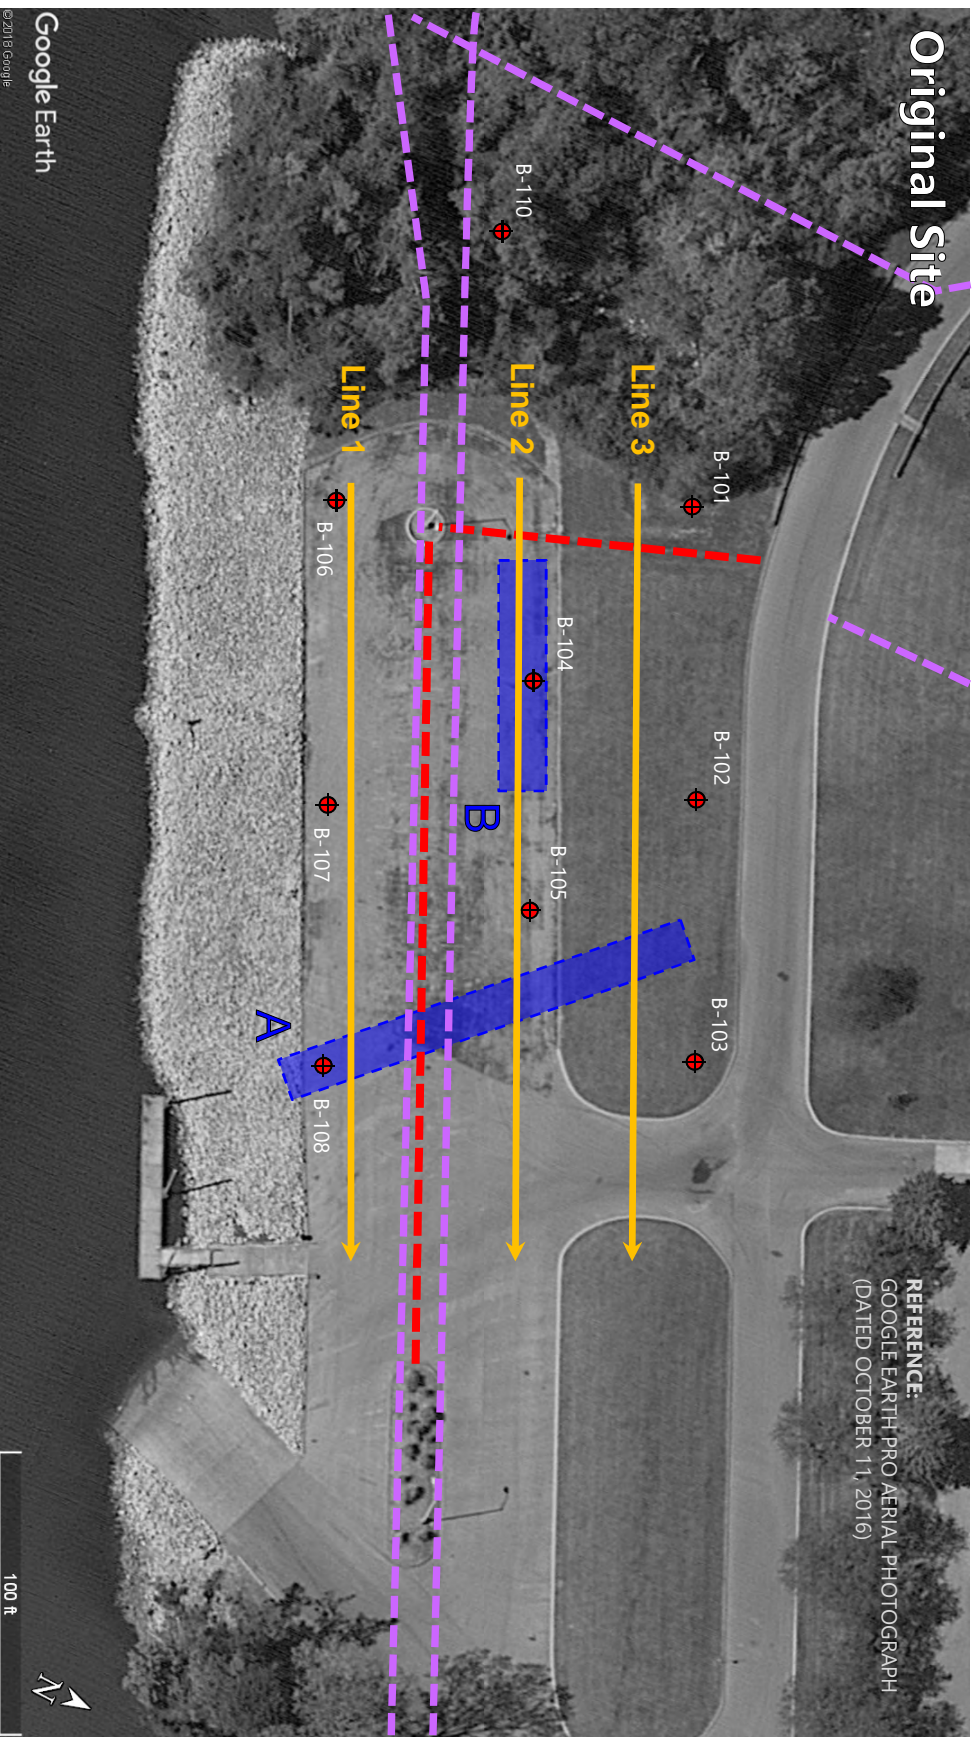 Original Site
REFERENCE:
GOOGLE EARTH PRO AERIAL PHOTOGRAPH
(DATED OCTOBER 11, 2016)
B-101
B-102
B-103
Line 3
B-110
Line 2
B-104
B-105
B
Line 1
B-106
B-107
A
B-108
Google Earth
© 2018 Google
100 ft
N